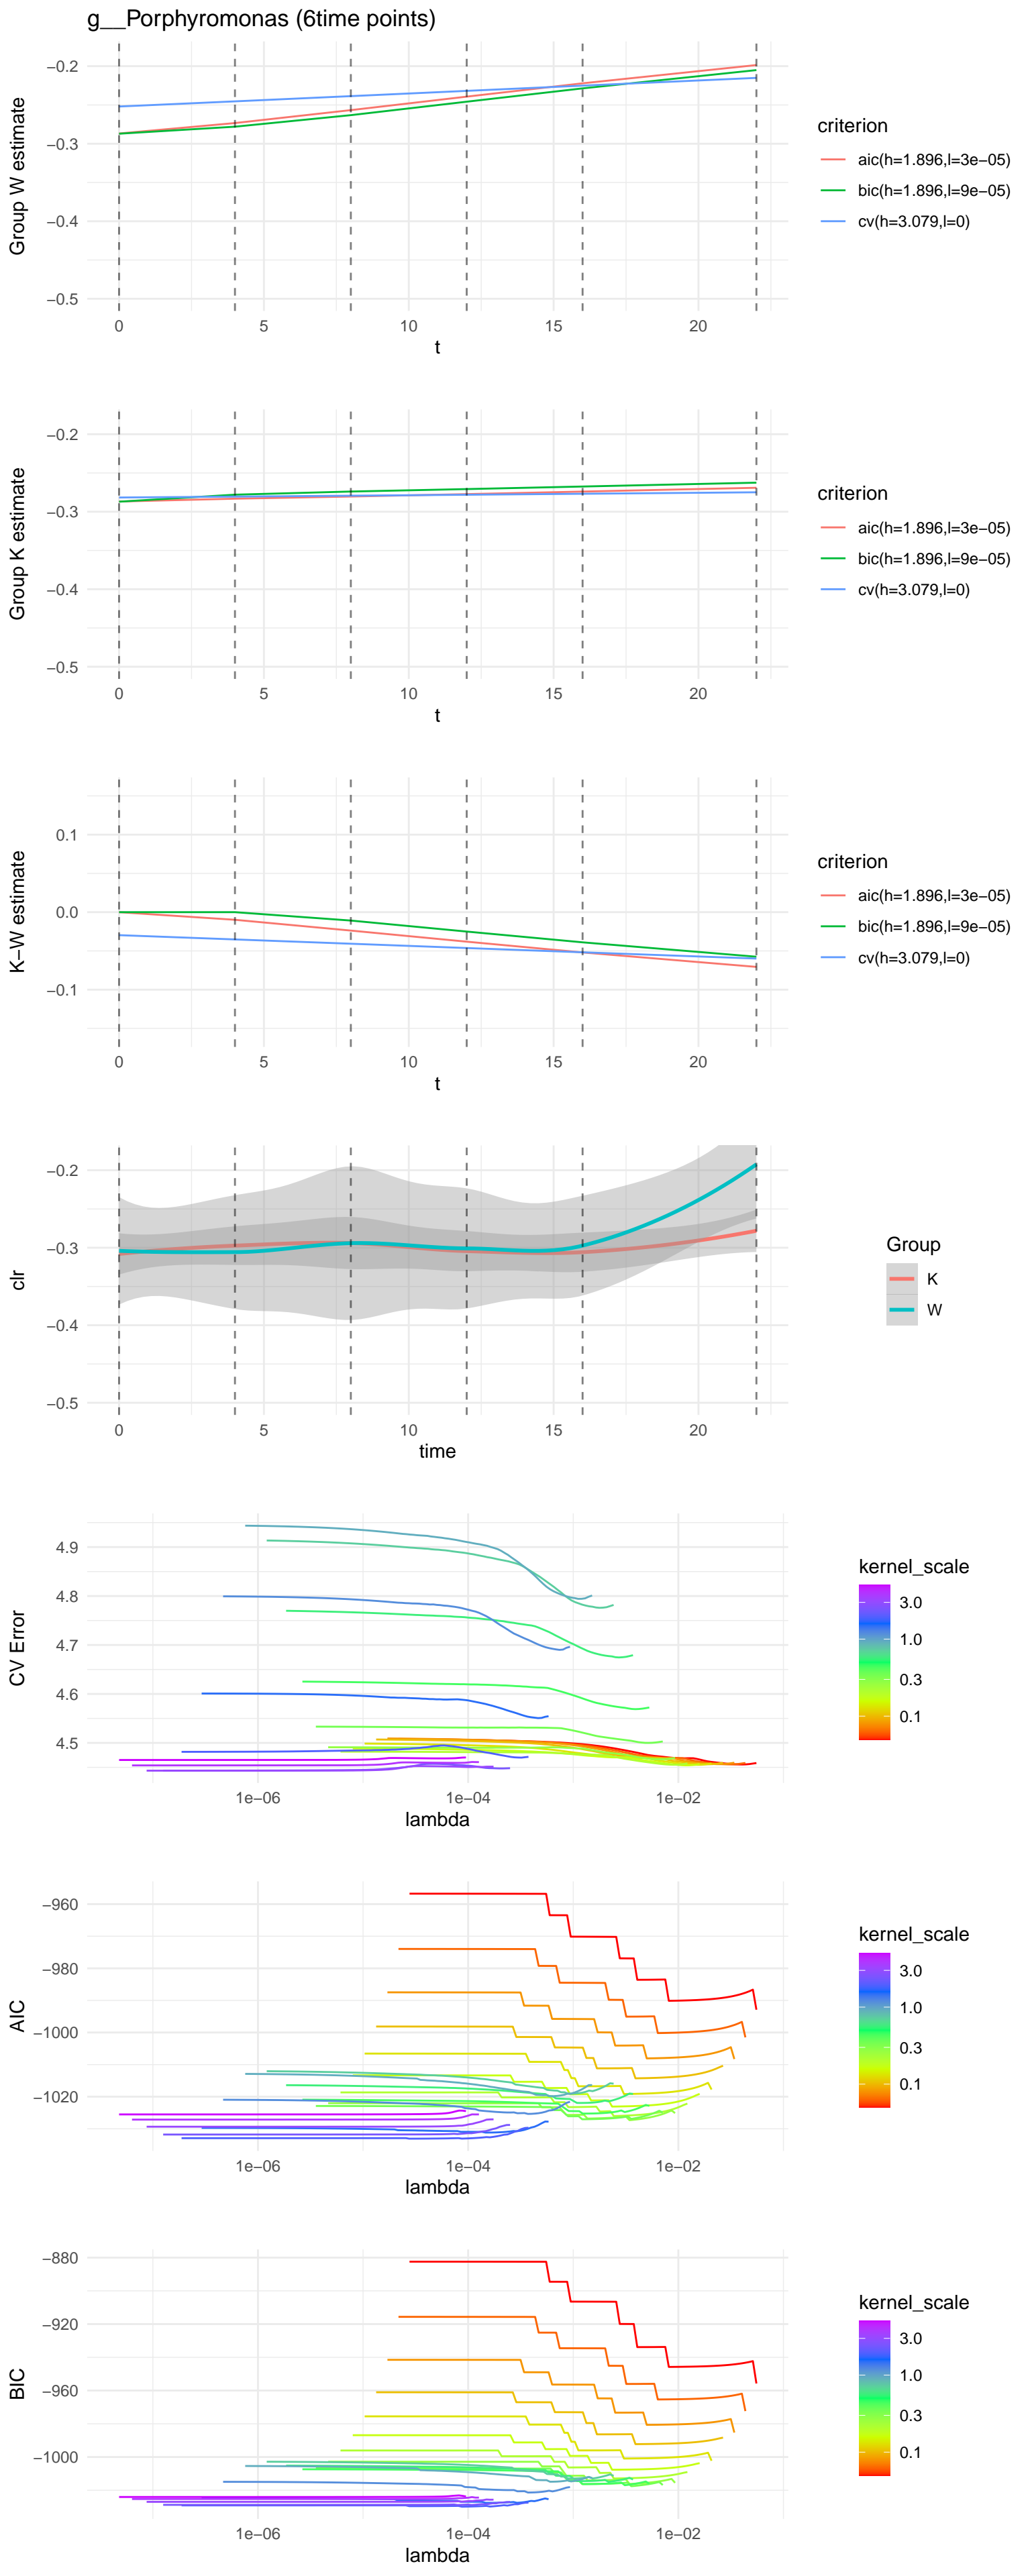 g__Porphyromonas (6time points)
Group W estimate
−0.2
−0.3
−0.4
−0.5
0 5 10 15 20
t
criterion
aic(h=1.896,l=3e−05)
bic(h=1.896,l=9e−05)
cv(h=3.079,l=0)
Group K estimate
−0.2
−0.3
−0.4
−0.5
0 5 10 15 20
t
criterion
aic(h=1.896,l=3e−05)
bic(h=1.896,l=9e−05)
cv(h=3.079,l=0)
K−W estimate
0.1
0.0
−0.1
0 5 10 15 20
t
criterion
aic(h=1.896,l=3e−05)
bic(h=1.896,l=9e−05)
cv(h=3.079,l=0)
clr
−0.2
−0.3
−0.4
−0.5
0 5 10 15 20
time
Group
K
W
CV Error
4.9
4.8
4.7
4.6
4.5
1e−06 1e−04 1e−02
lambda
kernel_scale
3.0
1.0
0.3
0.1
AIC
−960
−980
−1000
−1020
1e−06 1e−04 1e−02
lambda
kernel_scale
3.0
1.0
0.3
0.1
BIC
−880
−920
−960
−1000
1e−06 1e−04 1e−02
lambda
kernel_scale
3.0
1.0
0.3
0.1